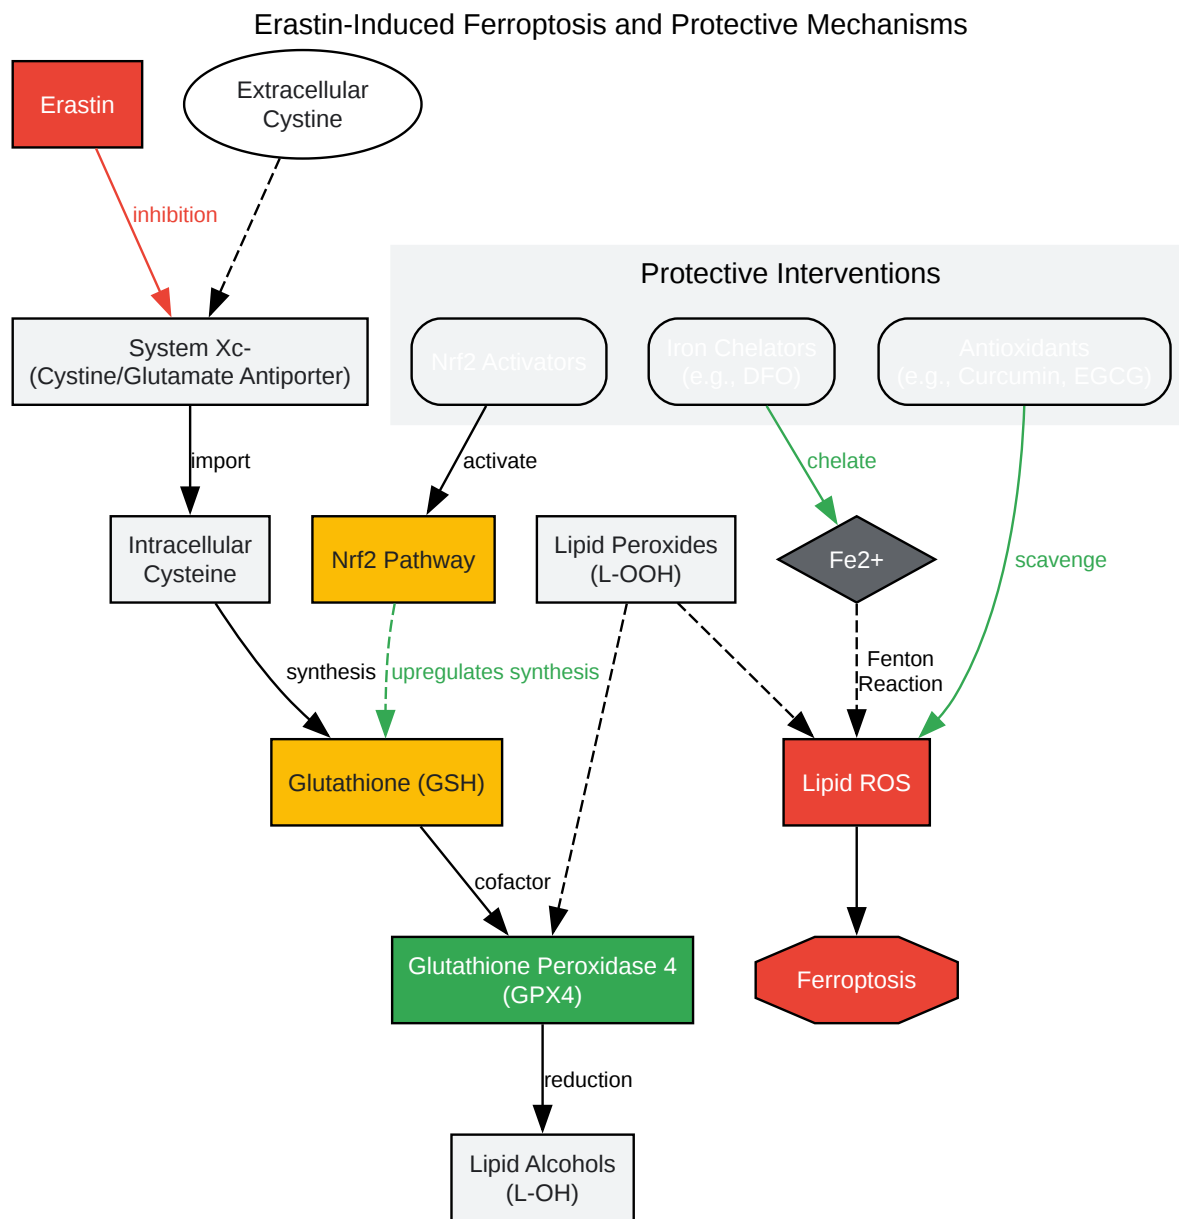 Erastin-Induced Ferroptosis and Protective Mechanisms
Erastin
Extracellular
Cystine
inhibition
Protective Interventions
System Xc-
(Cystine/Glutamate Antiporter)
Nrf2 Activators
Iron Chelators
(e.g., DFO)
Antioxidants
(e.g., Curcumin, EGCG)
import
activate
chelate
scavenge
Intracellular
Cysteine
Nrf2 Pathway
Lipid Peroxides
(L-OOH)
Fe2+
synthesis
upregulates synthesis
Fenton
Reaction
Glutathione (GSH)
Lipid ROS
cofactor
Glutathione Peroxidase 4
(GPX4)
Ferroptosis
reduction
Lipid Alcohols
(L-OH)